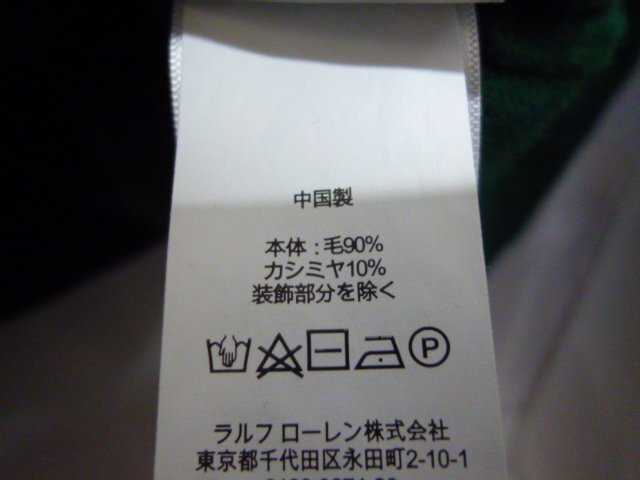 中国製
本体：毛90%
カシミヤ10%
装飾部分を除く
P
ラルフ ローレン株式会社
東京都千代田区永田町2-10-1